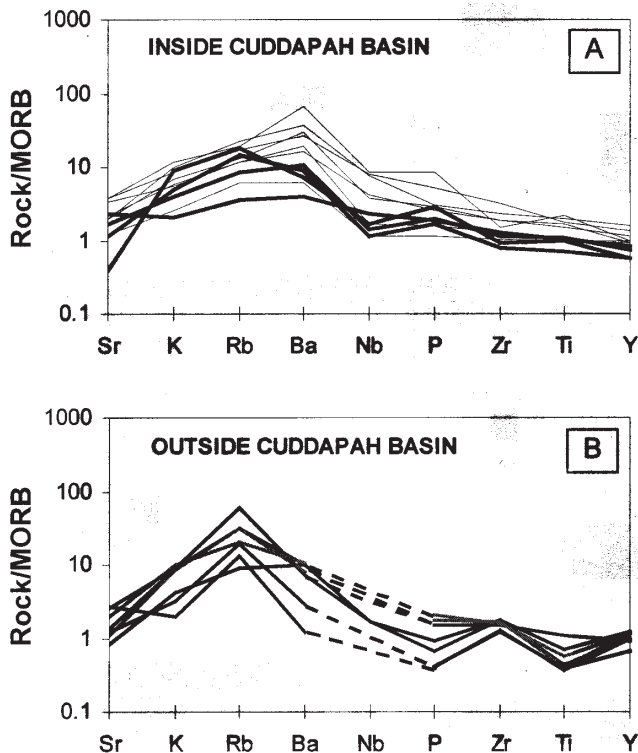 1000
INSIDE CUDDAPAH BASIN
A
100
Rock/MORB
10
1
0.1
Sr K Rb Ba Nb P Zr Ti Y
1000
OUTSIDE CUDDAPAH BASIN
B
100
Rock/MORB
10
1
0.1
Sr K Rb Ba Nb P Zr Ti Y